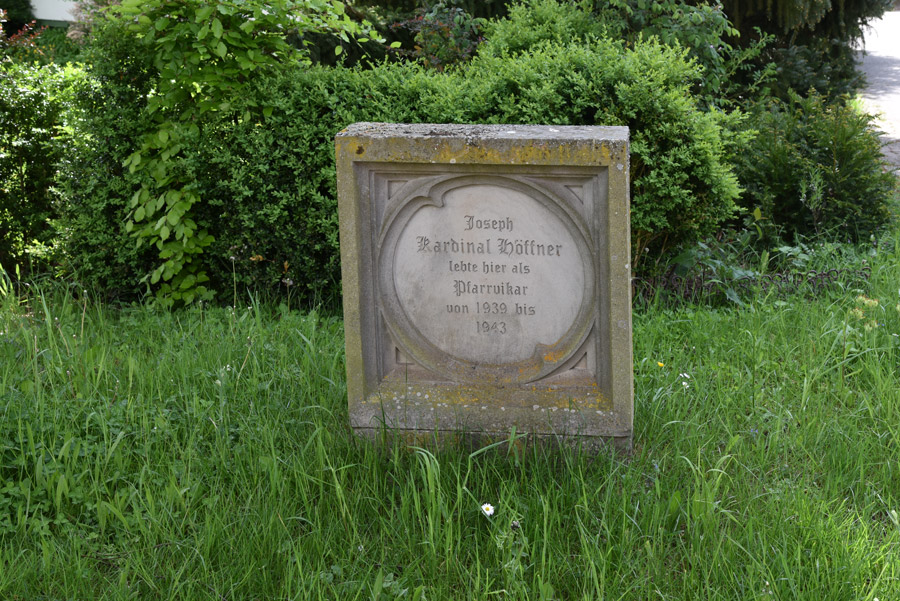 Joseph
Kardinal Höffner
lebte hier als
Pfarrvikar
von 1939 bis
1943